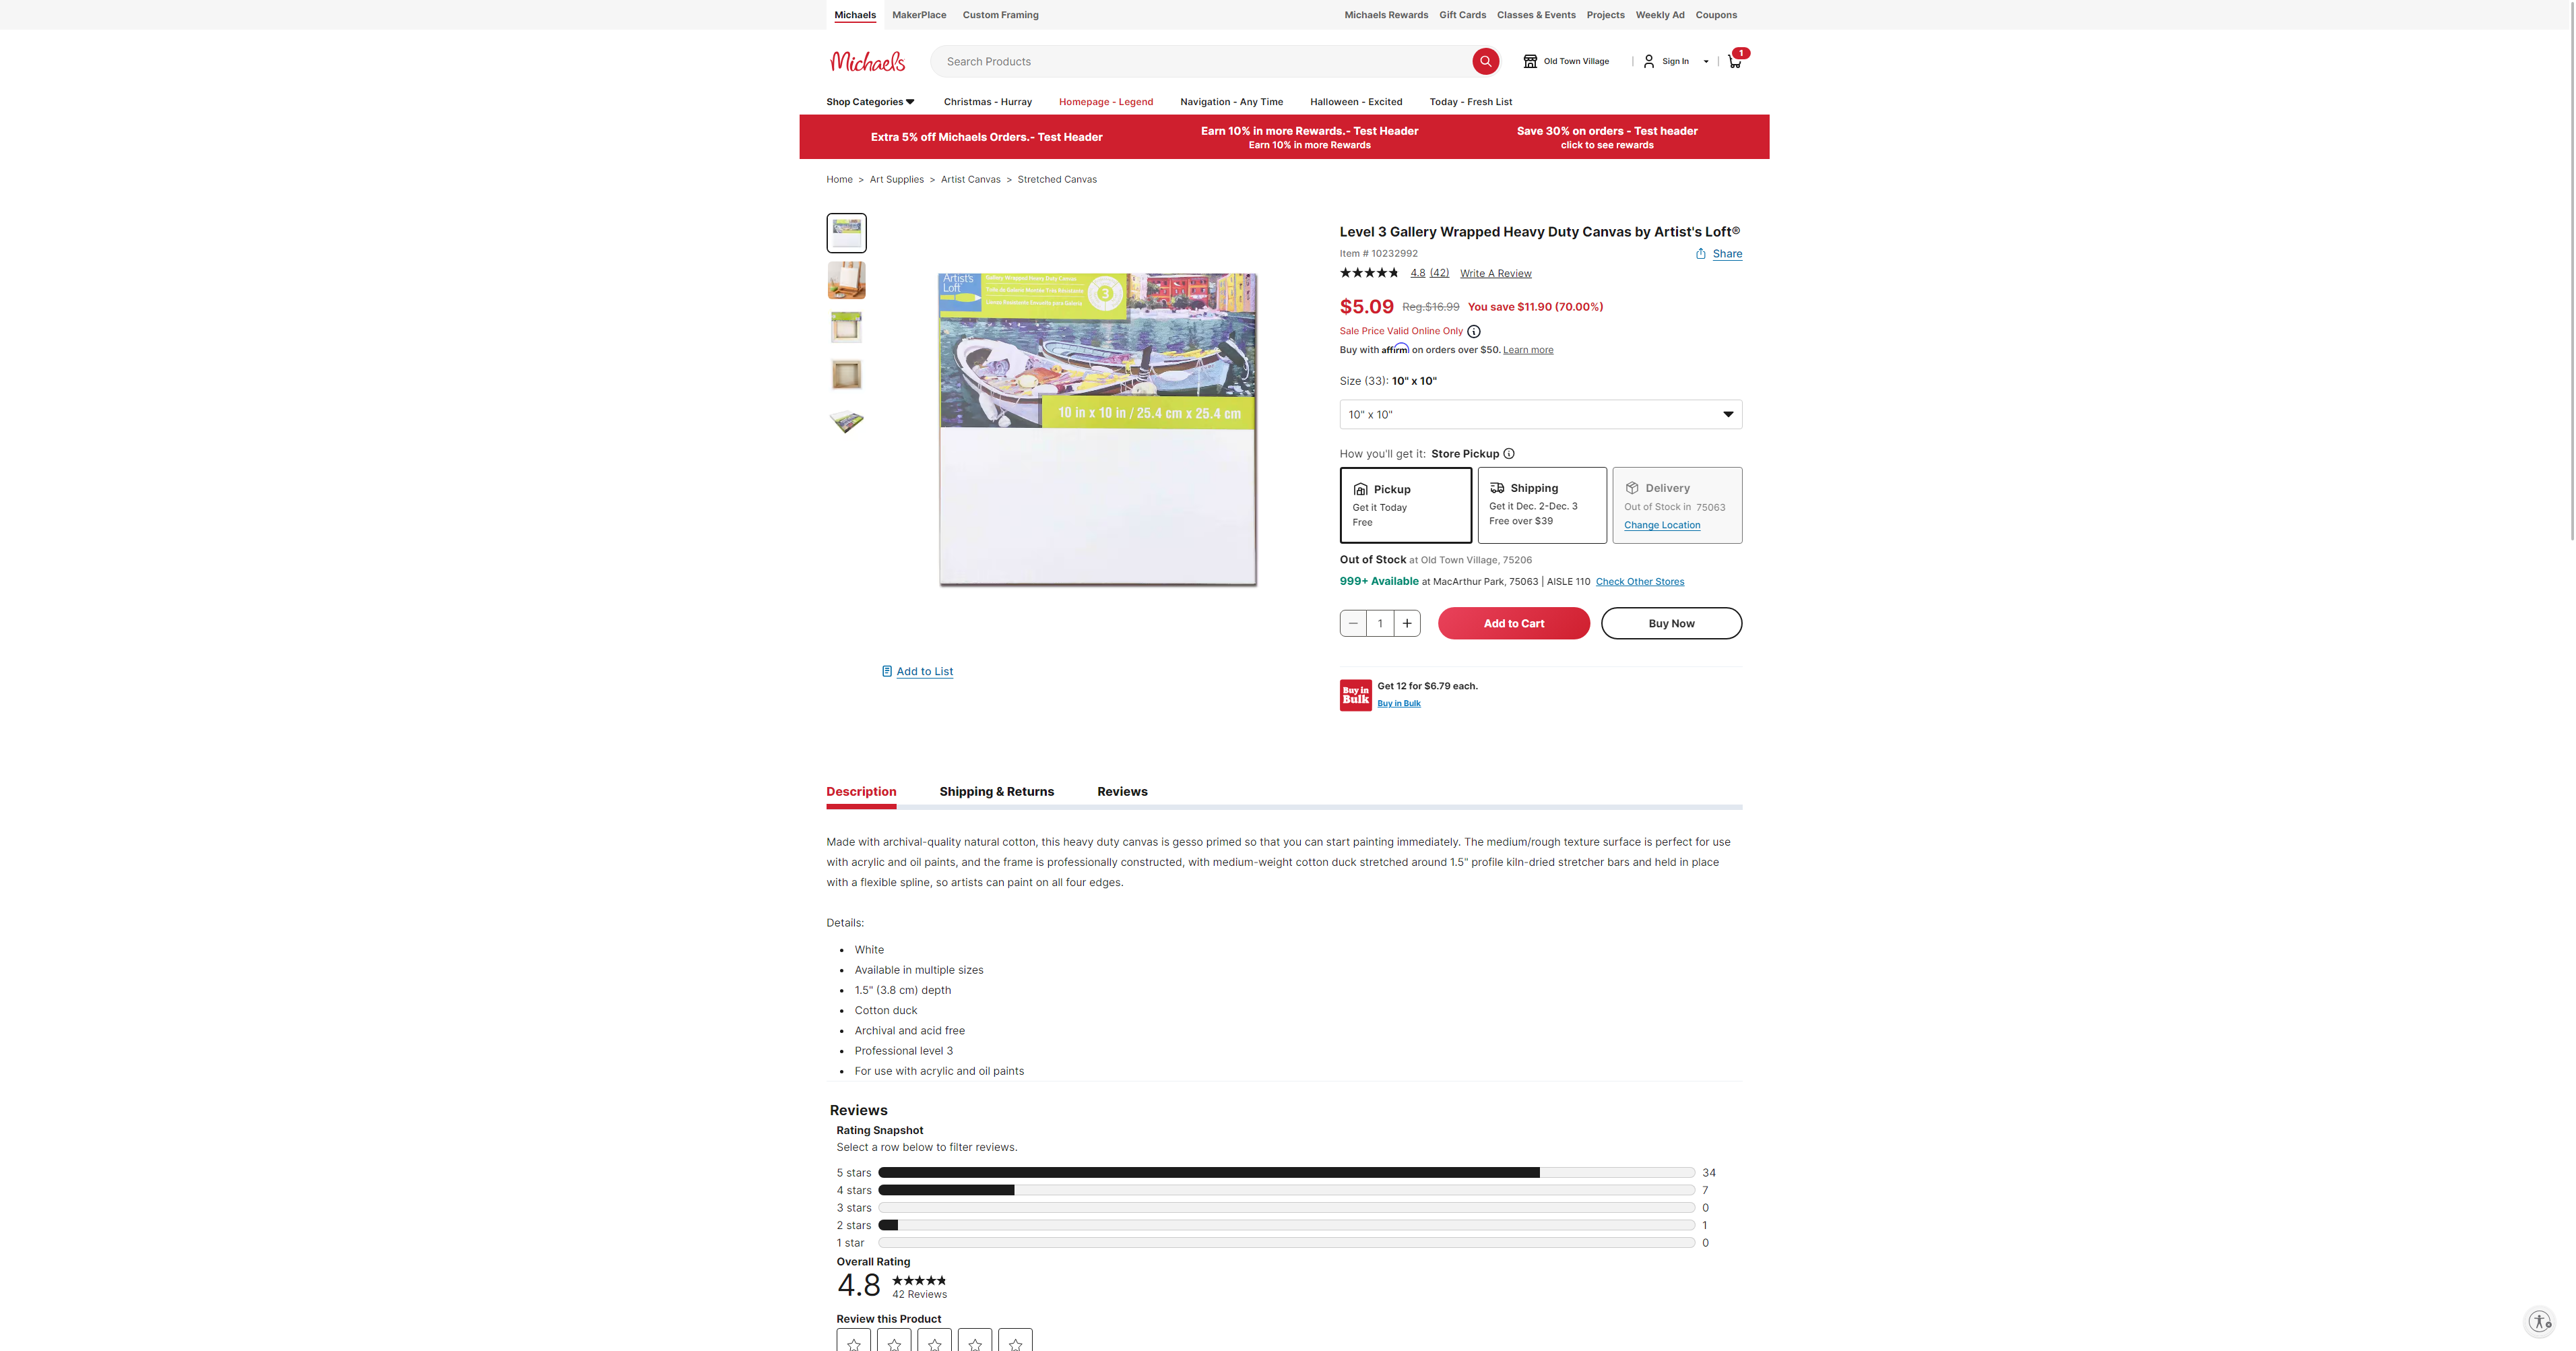 Michaels MakerPlace Custom Framing
Michaels Rewards Gift Cards Classes & Events Projects Weekly Ad Coupons
Michaels
Search Products
Old Town Village | Sign In | 1
Shop Categories Christmas - Hurray Homepage - Legend Navigation - Any Time Halloween - Excited Today - Fresh List
Extra 5% off Michaels Orders.- Test Header
Earn 10% in more Rewards.- Test Header
Earn 10% in more Rewards
Save 30% on orders - Test header
click to see rewards
Home > Art Supplies > Artist Canvas > Stretched Canvas
Artist's
Loft
Gallery Wrapped Heavy Duty Canvas
3
10 in x 10 in / 25.4 cm x 25.4 cm
Add to List
Level 3 Gallery Wrapped Heavy Duty Canvas by Artist's Loft®
Item # 10232992
Share
4.8 (42) Write A Review
$5.09 Reg.$16.99 You save $11.90 (70.00%)
Sale Price Valid Online Only
Buy with affirm on orders over $50. Learn more
Size (33): 10" x 10"
10" x 10"
How you'll get it: Store Pickup
Pickup
Get it Today
Free
Shipping
Get it Dec. 2-Dec. 3
Free over $39
Delivery
Out of Stock in 75063
Change Location
Out of Stock at Old Town Village, 75206
999+ Available at MacArthur Park, 75063 | AISLE 110 Check Other Stores
1
Add to Cart
Buy Now
Buy in
Bulk
Get 12 for $6.79 each.
Buy in Bulk
Description Shipping & Returns Reviews
Made with archival-quality natural cotton, this heavy duty canvas is gesso primed so that you can start painting immediately. The medium/rough texture surface is perfect for use
with acrylic and oil paints, and the frame is professionally constructed, with medium-weight cotton duck stretched around 1.5" profile kiln-dried stretcher bars and held in place
with a flexible spline, so artists can paint on all four edges.
Details:
• White
• Available in multiple sizes
• 1.5" (3.8 cm) depth
• Cotton duck
• Archival and acid free
• Professional level 3
• For use with acrylic and oil paints
Reviews
Rating Snapshot
Select a row below to filter reviews.
5 stars 34
4 stars 7
3 stars 0
2 stars 1
1 star 0
Overall Rating
4.8
42 Reviews
Review this Product